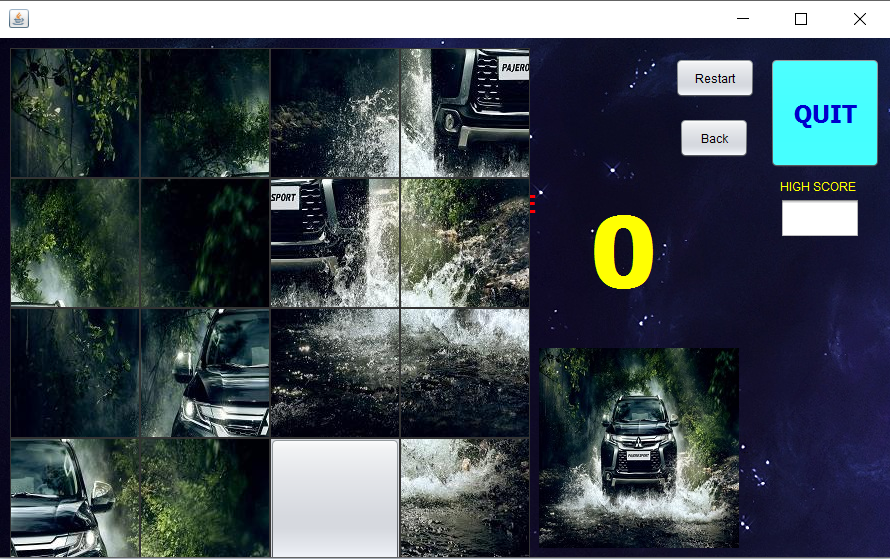 PAJERO
Restart
QUIT
Back
HIGH SCORE
SPORT
0
PAJERO SPORT